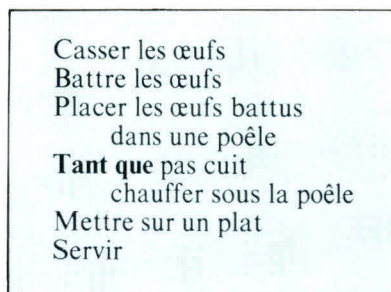 Casser les œufs
Battre les œufs
Placer les œufs battus
dans une poêle
Tant que pas cuit
chauffer sous la poêle
Mettre sur un plat
Servir